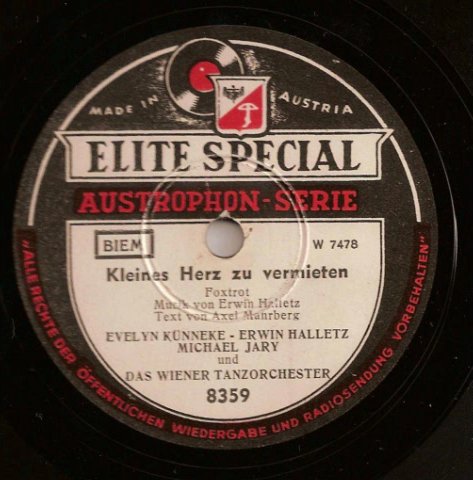 MADE IN AUSTRIA
ELITE SPECIAL
AUSTROPHON-SERIE
BIEM
W 7478
Kleines Herz zu vermieten
Foxtrot
Musik von Erwin Halletz
Text von Axel Mahrberg
EVELYN KÜNNEKE - ERWIN HALLETZ
MICHAEL JARY
und
DAS WIENER TANZORCHESTER
8359
"ALLE RECHTE DER ÖFFENTLICHEN WIEDERGABE UND RADIOSENDUNG VORBEHALTEN"